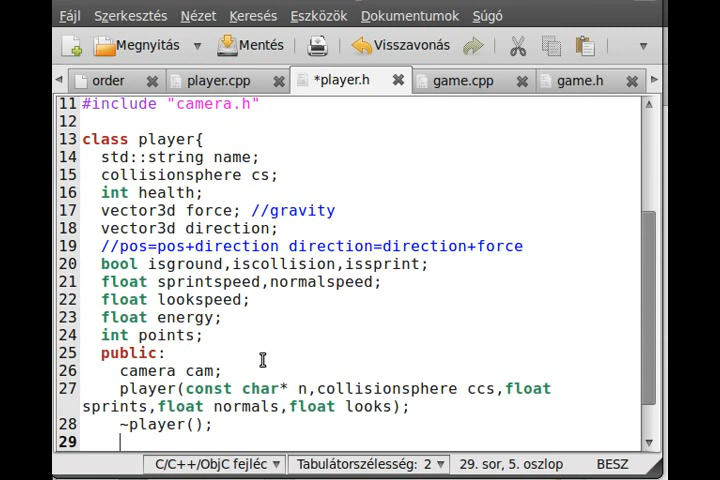 Fájl Szerkesztés Nézet Keresés Eszközök Dokumentumok Súgó
Megnyitás Mentés Visszavonás
order player.cpp *player.h game.cpp game.h
11 #include "camera.h"
12
13 class player{
14 std::string name;
15 collisionsphere cs;
16 int health;
17 vector3d force; //gravity
18 vector3d direction;
19 //pos=pos+direction direction=direction+force
20 bool isground,iscollision,issprint;
21 float sprintspeed,normalspeed;
22 float lookspeed;
23 float energy;
24 int points;
25 public:
26 camera cam;
27 player(const char* n,collisionsphere ccs,float
sprints,float normals,float looks);
28 ~player();
29
C/C++/ObjC fejléc Tabulátorszélesség: 2 29. sor, 5. oszlop BESZ